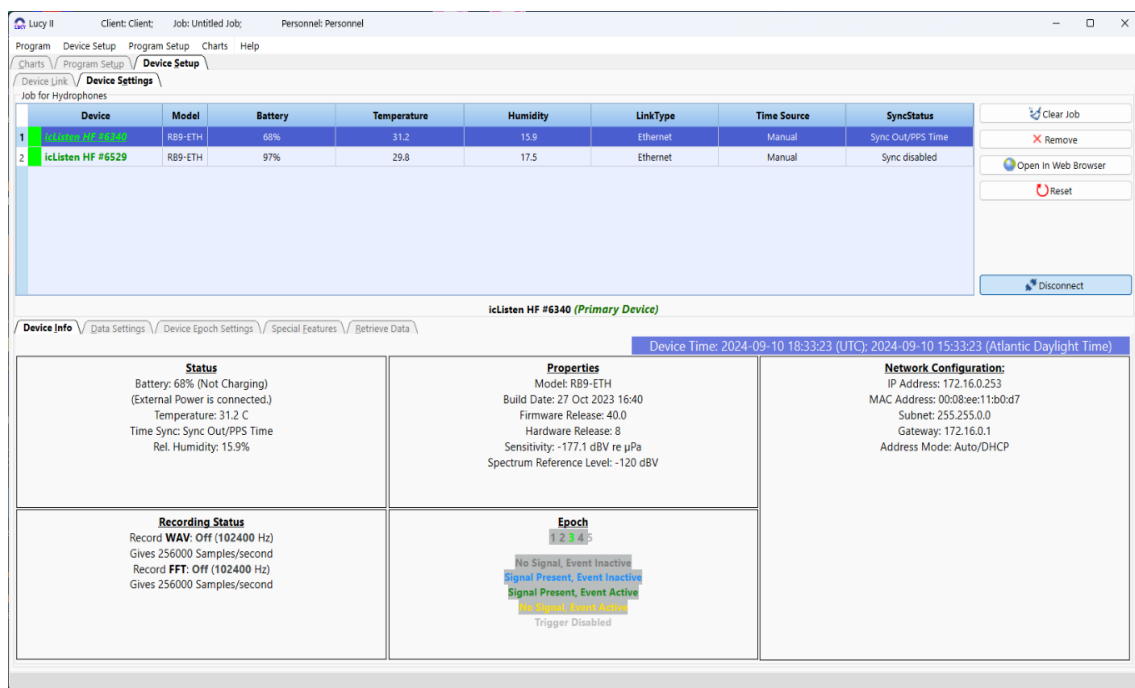 Lucy II Client: Client; Job: Untitled Job; Personnel: Personnel
Program Device Setup Program Setup Charts Help
Charts Program Setup Device Setup
Device Link Device Settings
Job for Hydrophones
Device Model Battery Temperature Humidity LinkType Time Source SyncStatus
1 icListen HF #6340 RB9-ETH 68% 31.2 15.9 Ethernet Manual Sync Out/PPS Time
2 icListen HF #6529 RB9-ETH 97% 29.8 17.5 Ethernet Manual Sync disabled
Clear Job
Remove
Open In Web Browser
Reset
Disconnect
icListen HF #6340 (Primary Device)
Device Info Data Settings Device Epoch Settings Special Features Retrieve Data
Device Time: 2024-09-10 18:33:23 (UTC); 2024-09-10 15:33:23 (Atlantic Daylight Time)
Status
Battery: 68% (Not Charging)
(External Power is connected.)
Temperature: 31.2 C
Time Sync: Sync Out/PPS Time
Rel. Humidity: 15.9%
Properties
Model: RB9-ETH
Build Date: 27 Oct 2023 16:40
Firmware Release: 40.0
Hardware Release: 8
Sensitivity: -177.1 dBV re µPa
Spectrum Reference Level: -120 dBV
Network Configuration:
IP Address: 172.16.0.253
MAC Address: 00:08:ee:11:b0:d7
Subnet: 255.255.0.0
Gateway: 172.16.0.1
Address Mode: Auto/DHCP
Recording Status
Record WAV: Off (102400 Hz)
Gives 256000 Samples/second
Record FFT: Off (102400 Hz)
Gives 256000 Samples/second
Epoch
1 2 3 4 5
No Signal, Event Inactive
Signal Present, Event Inactive
Signal Present, Event Active
No Signal, Event Active
Trigger Disabled